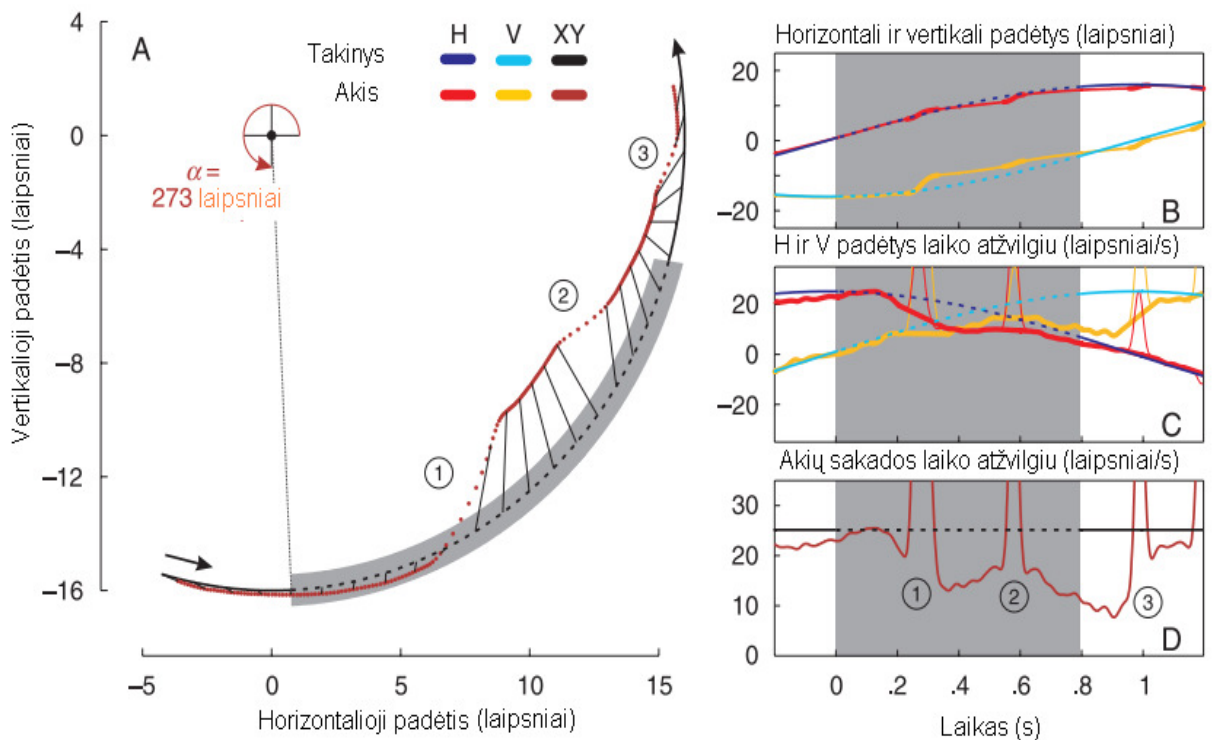 A
H V XY
Takinys
Akis
α =
273 laipsniai
4
0
−4
−8
−12
−16
Vertikalioji padėtis (laipsniai)
1
2
3
−5 0 5 10 15
Horizontalioji padėtis (laipsniai)
Horizontali ir vertikali padėtys (laipsniai)
20
0
−20
B
H ir V padėtys laiko atžvilgiu (laipsniai/s)
20
0
−20
C
Akių sakados laiko atžvilgiu (laipsniai/s)
30
20
10
0
1
2
3
D
0 .2 .4 .6 .8 1
Laikas (s)